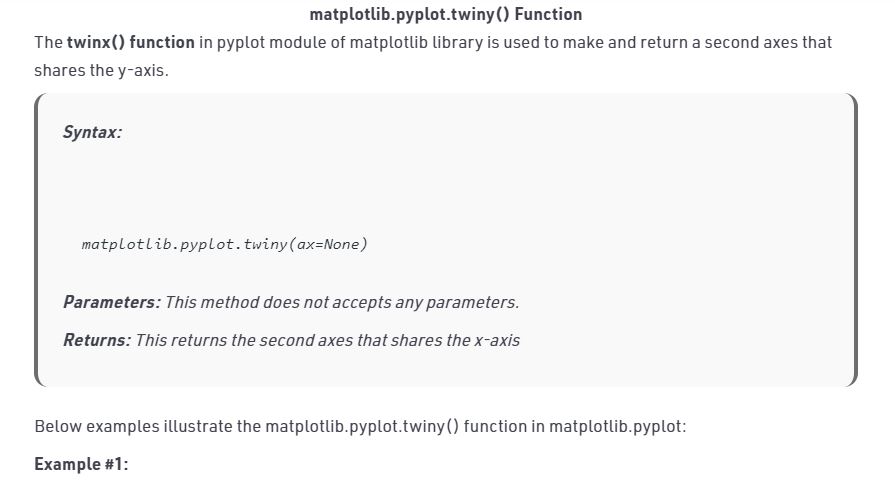 matplotlib.pyplot.twiny() Function
The twinx() function in pyplot module of matplotlib library is used to make and return a second axes that
shares the y-axis.
Syntax:
matplotlib.pyplot.twiny(ax=None)
Parameters: This method does not accepts any parameters.
Returns: This returns the second axes that shares the x-axis
Below examples illustrate the matplotlib.pyplot.twiny() function in matplotlib.pyplot:
Example #1: